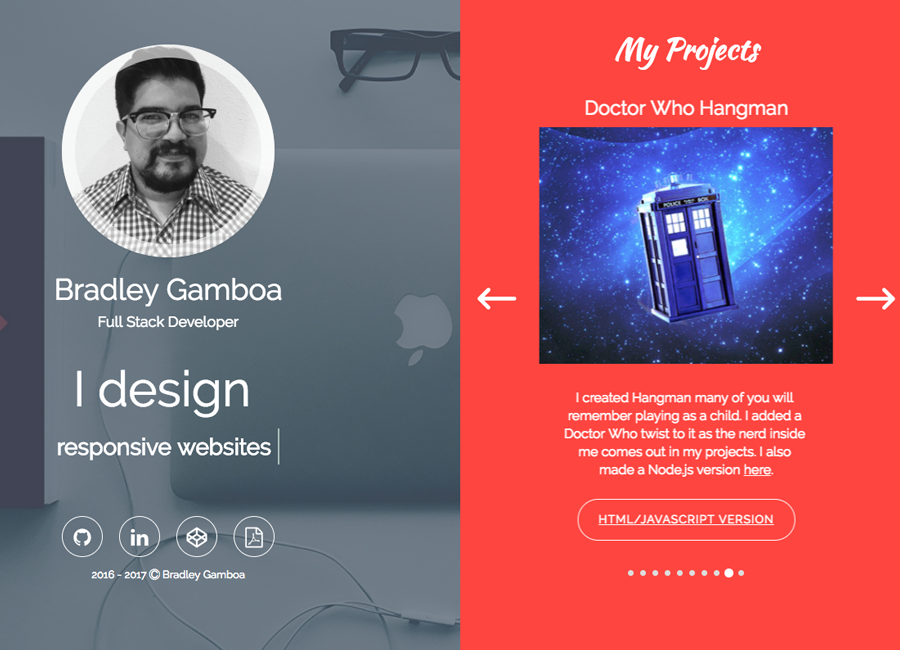 Bradley Gamboa
Full Stack Developer
I design
responsive websites
2016 - 2017 © Bradley Gamboa
My Projects
Doctor Who Hangman
POLICE BOX
I created Hangman many of you will
remember playing as a child. I added a
Doctor Who twist to it as the nerd inside
me comes out in my projects. I also
made a Node.js version here.
HTML/JAVASCRIPT VERSION